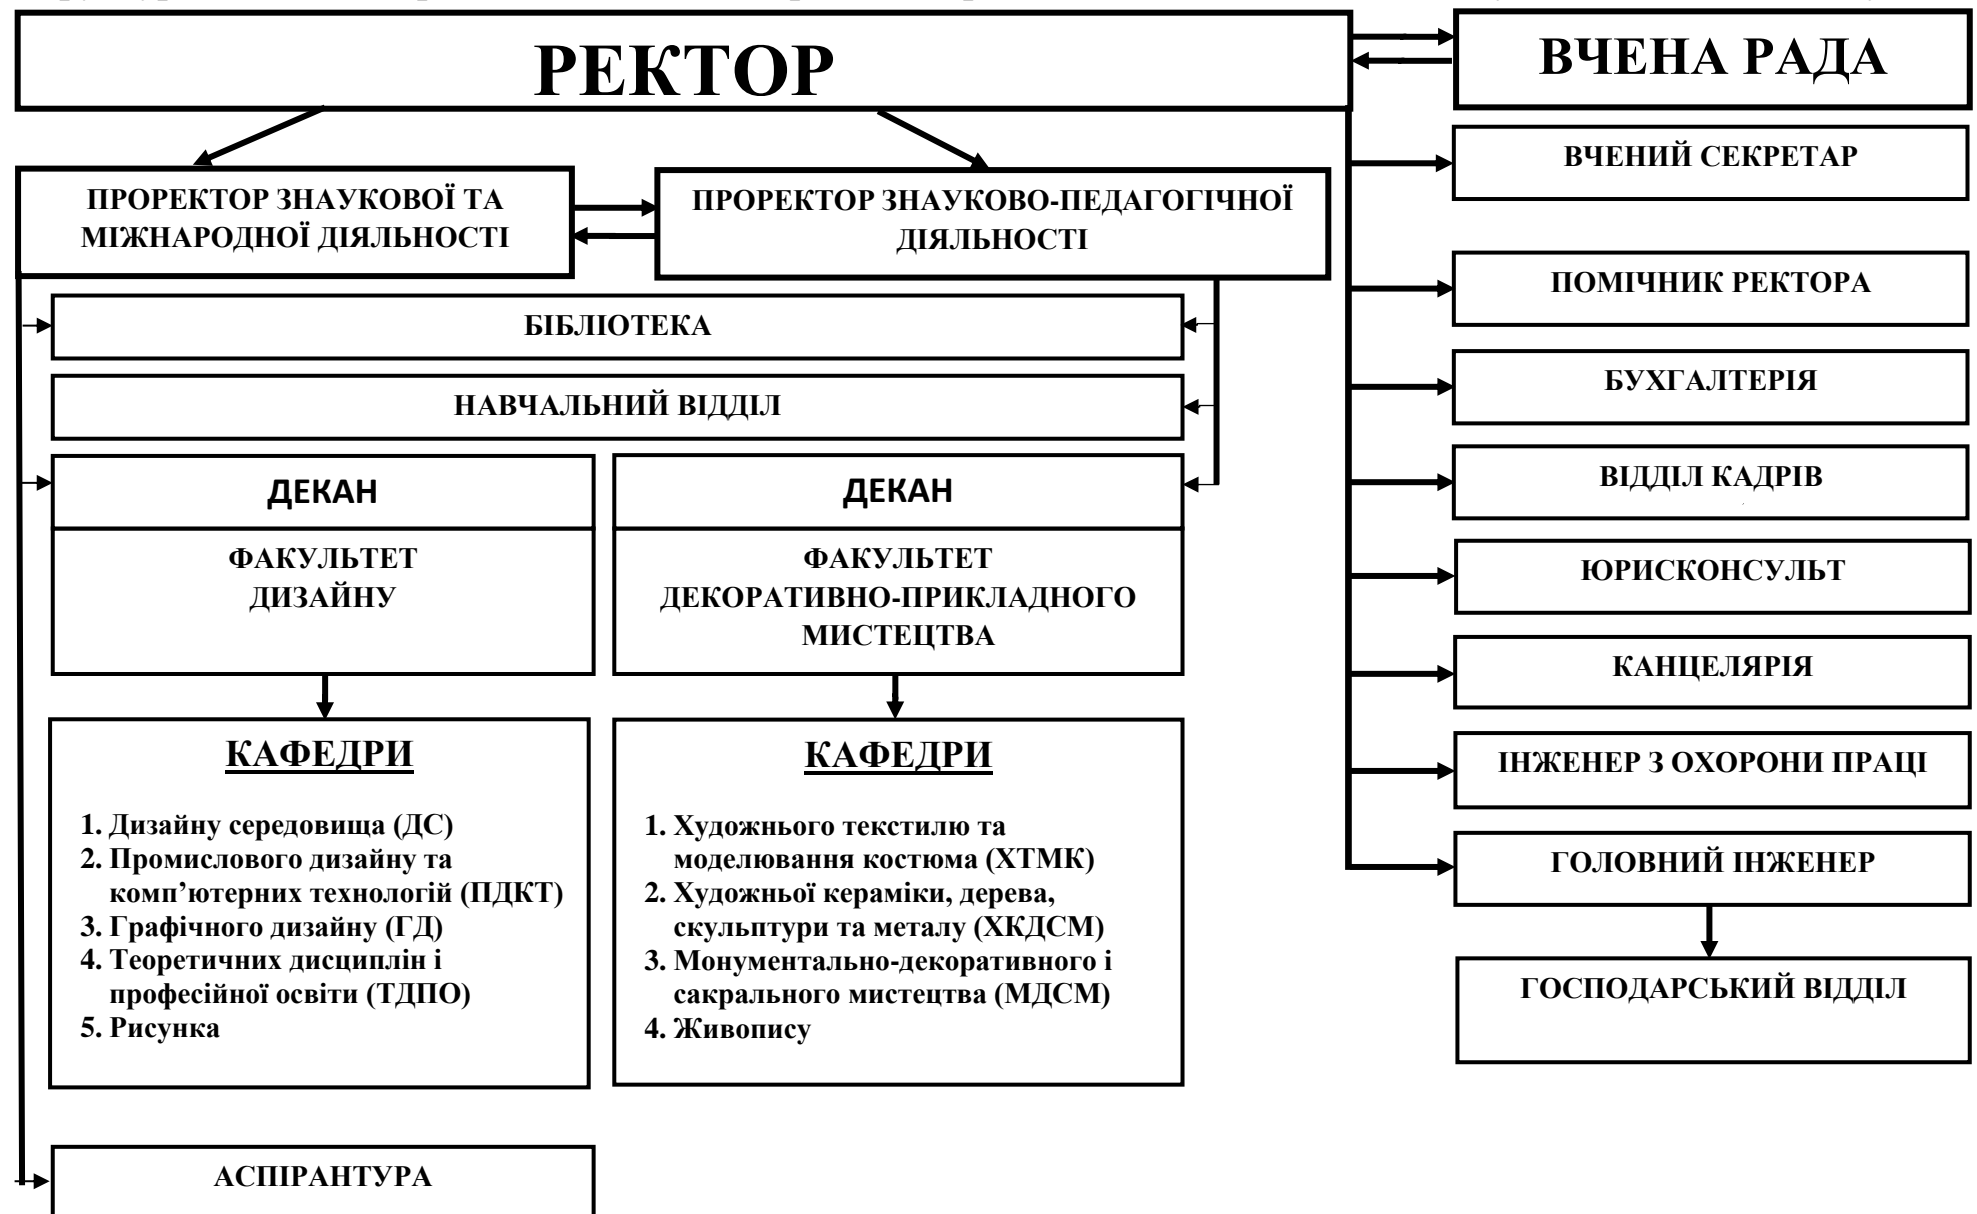 РЕКТОР
ВЧЕНА РАДА
ВЧЕНИЙ СЕКРЕТАР
ПРОРЕКТОР ЗНАУКОВОЇ ТА
МІЖНАРОДНОЇ ДІЯЛЬНОСТІ
ПРОРЕКТОР ЗНАУКОВО-ПЕДАГОГІЧНОЇ
ДІЯЛЬНОСТІ
ПОМІЧНИК РЕКТОРА
БІБЛІОТЕКА
БУХГАЛТЕРІЯ
НАВЧАЛЬНИЙ ВІДДІЛ
ВІДДІЛ КАДРІВ
ДЕКАН
ФАКУЛЬТЕТ
ДИЗАЙНУ
ДЕКАН
ФАКУЛЬТЕТ
ДЕКОРАТИВНО-ПРИКЛАДНОГО
МИСТЕЦТВА
ЮРИСКОНСУЛЬТ
КАНЦЕЛЯРІЯ
ІНЖЕНЕР З ОХОРОНИ ПРАЦІ
ГОЛОВНИЙ ІНЖЕНЕР
ГОСПОДАРСЬКИЙ ВІДДІЛ
КАФЕДРИ
1. Дизайну середовища (ДС)
2. Промислового дизайну та
комп’ютерних технологій (ПДКТ)
3. Графічного дизайну (ГД)
4. Теоретичних дисциплін і
професійної освіти (ТДПО)
5. Рисунка
КАФЕДРИ
1. Художнього текстилю та
моделювання костюма (ХТМК)
2. Художньої кераміки, дерева,
скульптури та металу (ХКДСМ)
3. Монументально-декоративного і
сакрального мистецтва (МДСМ)
4. Живопису
АСПІРАНТУРА